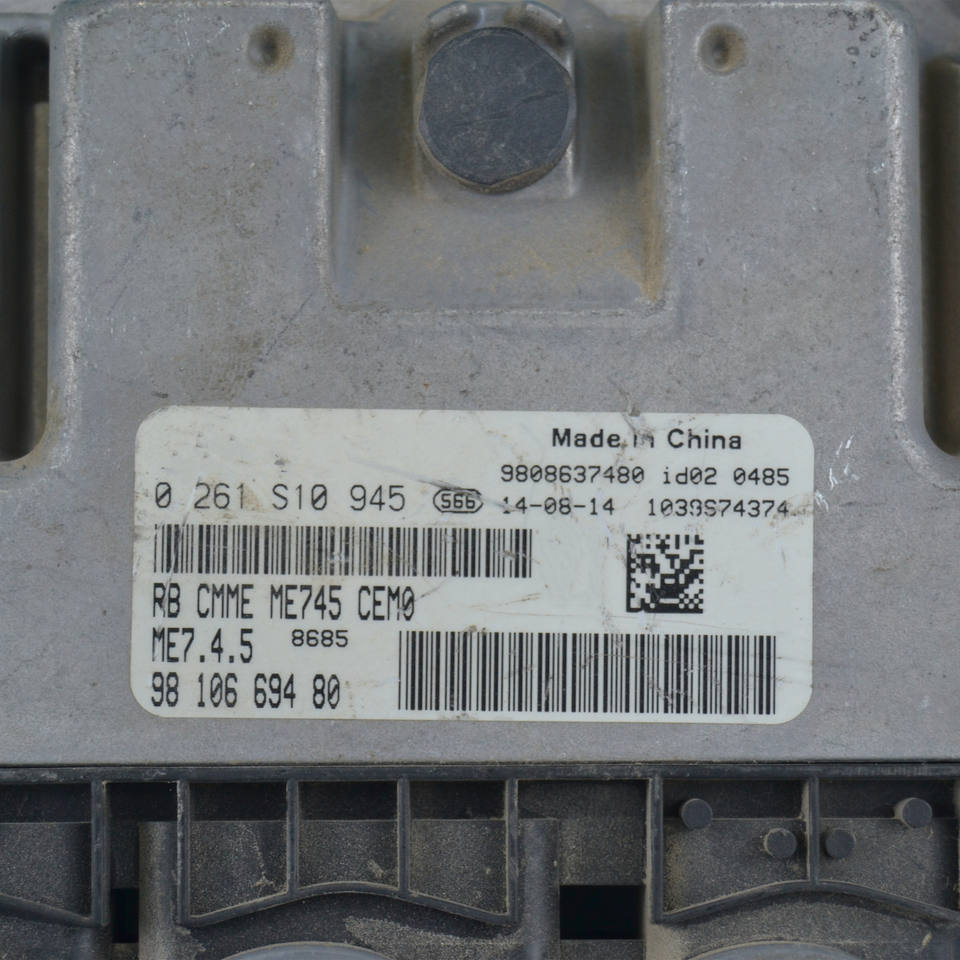 Made in China
9808637480 id02 0485
0 261 S10 945 566 14-08-14 1039S74374
RB CMME ME745 CEM0
ME7.4.5 8685
98 106 694 80